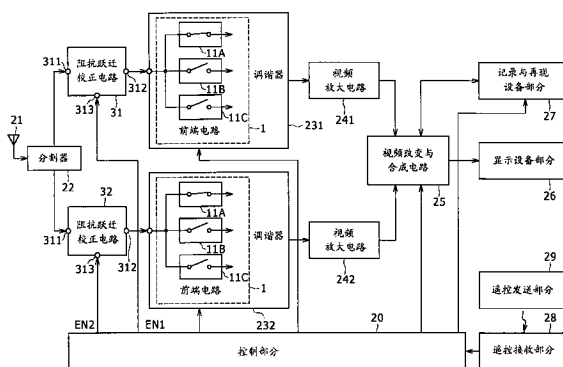 21
分割器
22
311
313
阻抗跃迁
校正电路
31
312
11A
11B
11C
前端电路
1
调谐器
231
视频
放大电路
241
视频改变与
合成电路
25
记录与再现
设备部分
27
显示设备部分
26
32
阻抗跃迁
校正电路
311
313
312
11A
11B
11C
前端电路
1
调谐器
232
视频
放大电路
242
29
遥控发送部分
28
遥控接收部分
EN2
EN1
20
控制部分